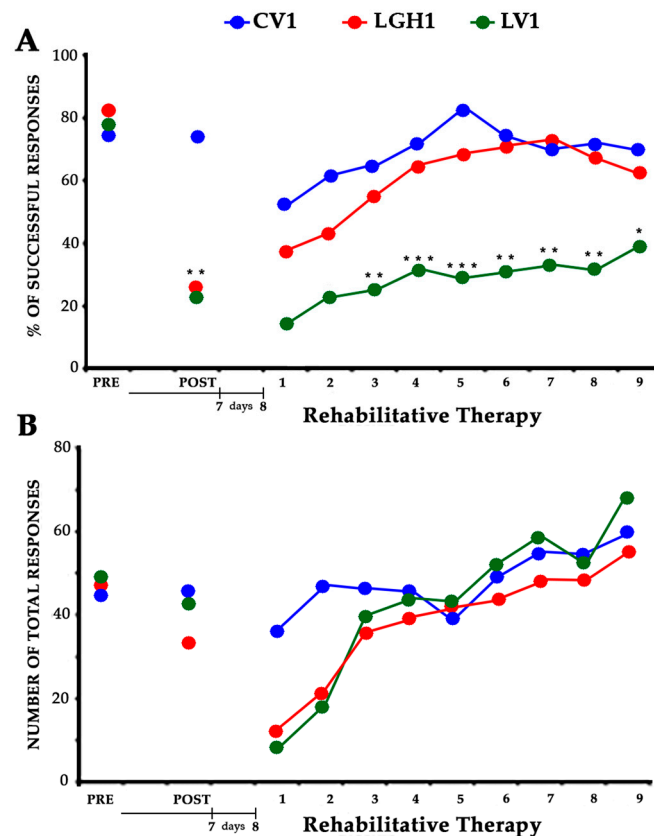 CV1 LGH1 LV1
A
% OF SUCCESSFUL RESPONSES
100
80
60
40
20
0
* *
* *
* * *
* * *
* *
* *
* *
*
PRE POST 1 2 3 4 5 6 7 8 9
7 days 8
Rehabilitative Therapy
B
NUMBER OF TOTAL RESPONSES
80
60
40
20
0
PRE POST 1 2 3 4 5 6 7 8 9
7 days 8
Rehabilitative Therapy